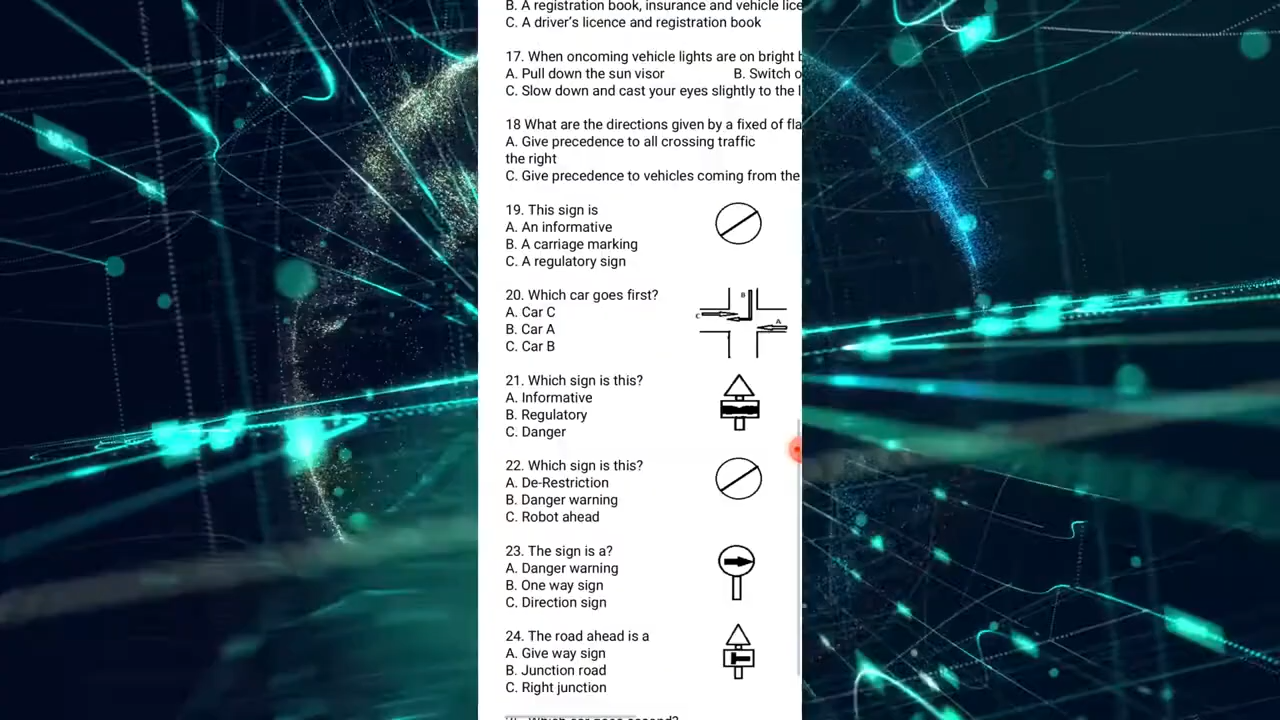 B. A registration book, insurance and vehicle
C. A driver's licence and registration book
17. When oncoming vehicle lights are on bright
A. Pull down the sun visor B. Switch
C. Slow down and cast your eyes slightly to the
18 What are the directions given by a fixed of
A. Give precedence to all crossing traffic
the right
C. Give precedence to vehicles coming from the
19. This sign is
A. An informative
B. A carriage marking
C. A regulatory sign
20. Which car goes first?
A. Car C
B. Car A
C. Car B
B
C
A
21. Which sign is this?
A. Informative
B. Regulatory
C. Danger
22. Which sign is this?
A. De-Restriction
B. Danger warning
C. Robot ahead
23. The sign is a?
A. Danger warning
B. One way sign
C. Direction sign
24. The road ahead is a
A. Give way sign
B. Junction road
C. Right junction